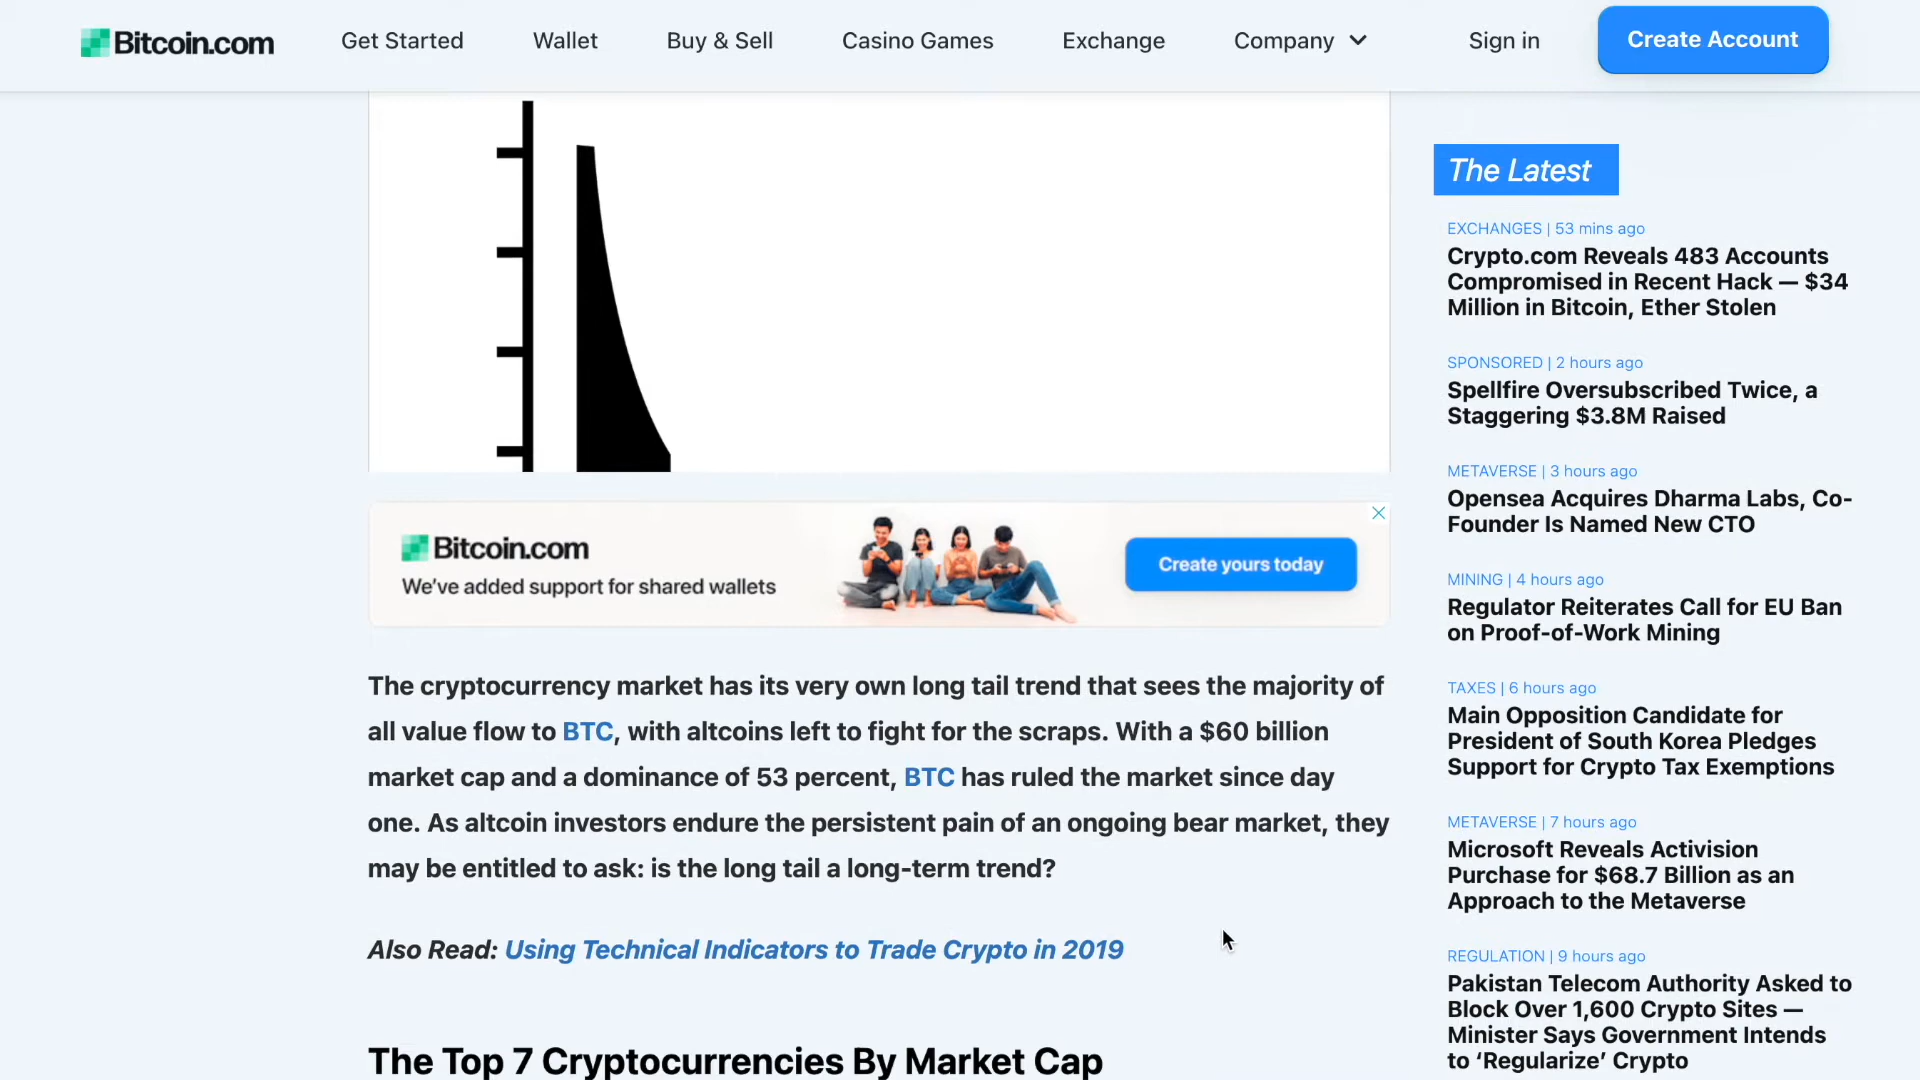 Bitcoin.com
Get Started
Wallet
Buy & Sell
Casino Games
Exchange
Company
Sign in
Create Account
Bitcoin.com
We've added support for shared wallets
Create yours today
The cryptocurrency market has its very own long tail trend that sees the majority of
all value flow to BTC, with altcoins left to fight for the scraps. With a $60 billion
market cap and a dominance of 53 percent, BTC has ruled the market since day
one. As altcoin investors endure the persistent pain of an ongoing bear market, they
may be entitled to ask: is the long tail a long-term trend?
Also Read: Using Technical Indicators to Trade Crypto in 2019
The Top 7 Cryptocurrencies By Market Cap
The Latest
EXCHANGES | 53 mins ago
Crypto.com Reveals 483 Accounts
Compromised in Recent Hack — $34
Million in Bitcoin, Ether Stolen
SPONSORED | 2 hours ago
Spellfire Oversubscribed Twice, a
Staggering $3.8M Raised
METAVERSE | 3 hours ago
Opensea Acquires Dharma Labs, Co-
Founder Is Named New CTO
MINING | 4 hours ago
Regulator Reiterates Call for EU Ban
on Proof-of-Work Mining
TAXES | 6 hours ago
Main Opposition Candidate for
President of South Korea Pledges
Support for Crypto Tax Exemptions
METAVERSE | 7 hours ago
Microsoft Reveals Activision
Purchase for $68.7 Billion as an
Approach to the Metaverse
REGULATION | 9 hours ago
Pakistan Telecom Authority Asked to
Block Over 1,600 Crypto Sites —
Minister Says Government Intends
to ‘Regularize’ Crypto